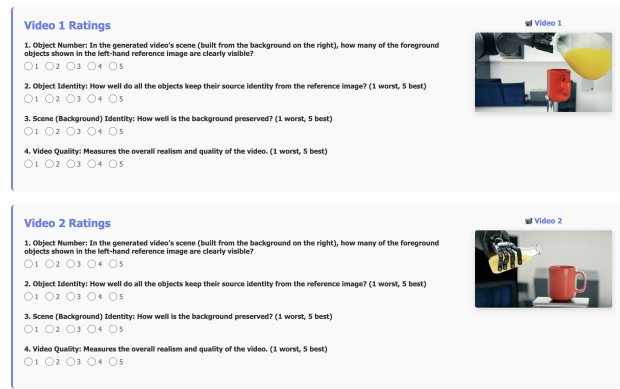 Video 1 Ratings
📹 Video 1
1. Object Number: In the generated video's scene (built from the background on the right), how many of the foreground
objects shown in the left-hand reference image are clearly visible?
1 2 3 4 5
2. Object Identity: How well do all the objects keep their source identity from the reference image? (1 worst, 5 best)
1 2 3 4 5
3. Scene (Background) Identity: How well is the background preserved? (1 worst, 5 best)
1 2 3 4 5
4. Video Quality: Measures the overall realism and quality of the video. (1 worst, 5 best)
1 2 3 4 5
Video 2 Ratings
📹 Video 2
1. Object Number: In the generated video's scene (built from the background on the right), how many of the foreground
objects shown in the left-hand reference image are clearly visible?
1 2 3 4 5
2. Object Identity: How well do all the objects keep their source identity from the reference image? (1 worst, 5 best)
1 2 3 4 5
3. Scene (Background) Identity: How well is the background preserved? (1 worst, 5 best)
1 2 3 4 5
4. Video Quality: Measures the overall realism and quality of the video. (1 worst, 5 best)
1 2 3 4 5